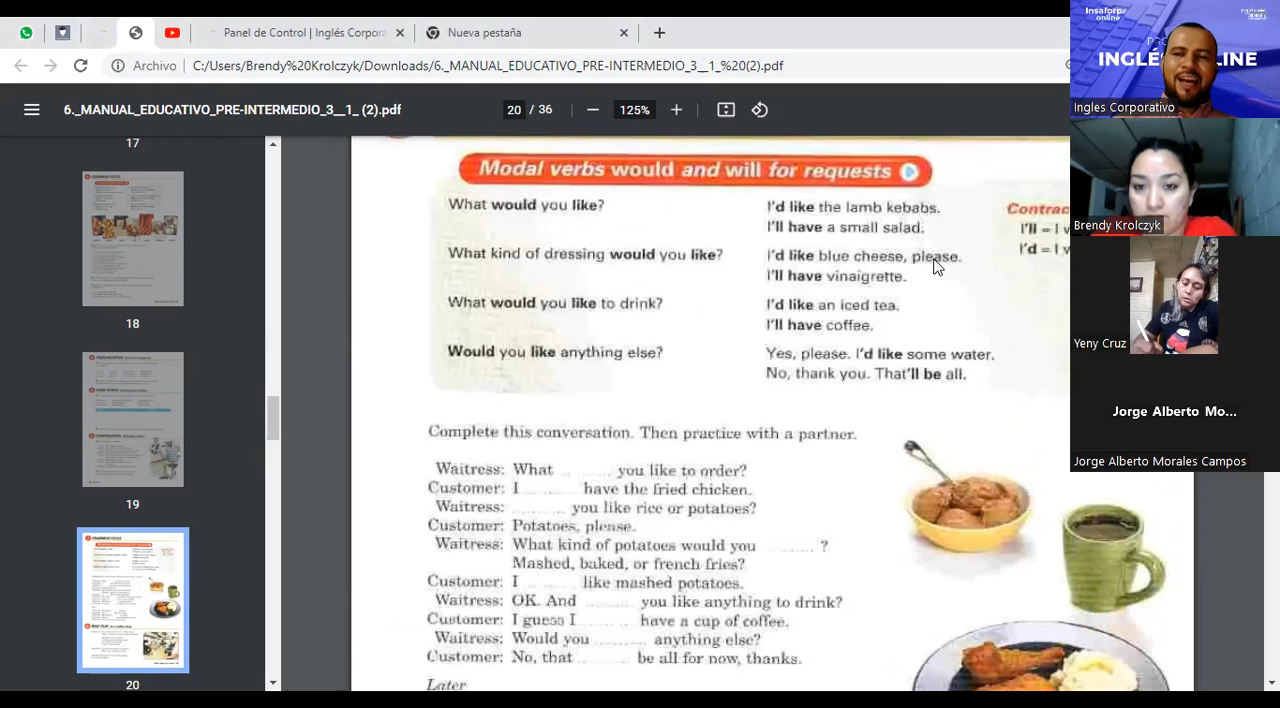 Panel de Control | Inglés Corpora
Nueva pestaña
Archivo
C:/Users/Brendy%20Krolczyk/Down
MANUAL_EDUCATIVO_PRE-INTERMEDIO_3__1_%20(2).pdf
6._MANUAL_EDUCATIVO_PRE-INTERMEDIO_3__1_ (2).pdf
20 / 36
125%
17
18
19
20
Modal verbs would and will for requests
What would you like?
I'd like the lamb kebabs.
I'll have a small salad.
What kind of dressing would you like?
I'd like blue cheese, please.
I'll have vinaigrette.
What would you like to drink?
I'd like an iced tea.
I'll have coffee.
Would you like anything else?
Yes, please. I'd like some water.
No, thank you. That'll be all.
Contrac
I'll = I w
I'd = I w
Complete this conversation. Then practice with a partner.
Waitress: What ........ you like to order?
Customer: I ........ have the fried chicken.
Waitress: ........ you like rice or potatoes?
Customer: Potatoes, please.
Waitress: What kind of potatoes would you ........ ?
Mashed, baked, or french fries?
Customer: I ........ like mashed potatoes.
Waitress: OK. And ........ you like anything to drink?
Customer: I guess I ........ have a cup of coffee.
Waitress: Would you ........ anything else?
Customer: No, that ........ be all for now, thanks.
Later
Insaforp
online
INGLÉS ONLINE
Ingles Corporativo
Brendy Krolczyk
Yeny Cruz
Jorge Alberto Mo...
Jorge Alberto Morales Campos